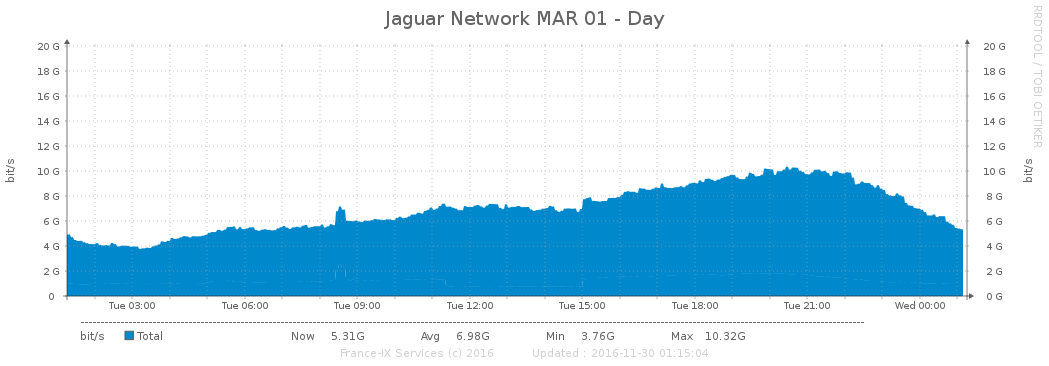 Jaguar Network MAR 01 - Day
RRDTOOL / TOBI OETIKER
bit/s
20 G 20 G
18 G 18 G
16 G 16 G
14 G 14 G
12 G 12 G
10 G 10 G
8 G 8 G
6 G 6 G
4 G 4 G
2 G 2 G
0 0 G
bit/s
Tue 03:00 Tue 06:00 Tue 09:00 Tue 12:00 Tue 15:00 Tue 18:00 Tue 21:00 Wed 00:00
bit/s Total Now 5.31G Avg 6.98G Min 3.76G Max 10.32G
France-IX Services (c) 2016 Updated : 2016-11-30 01:15:04